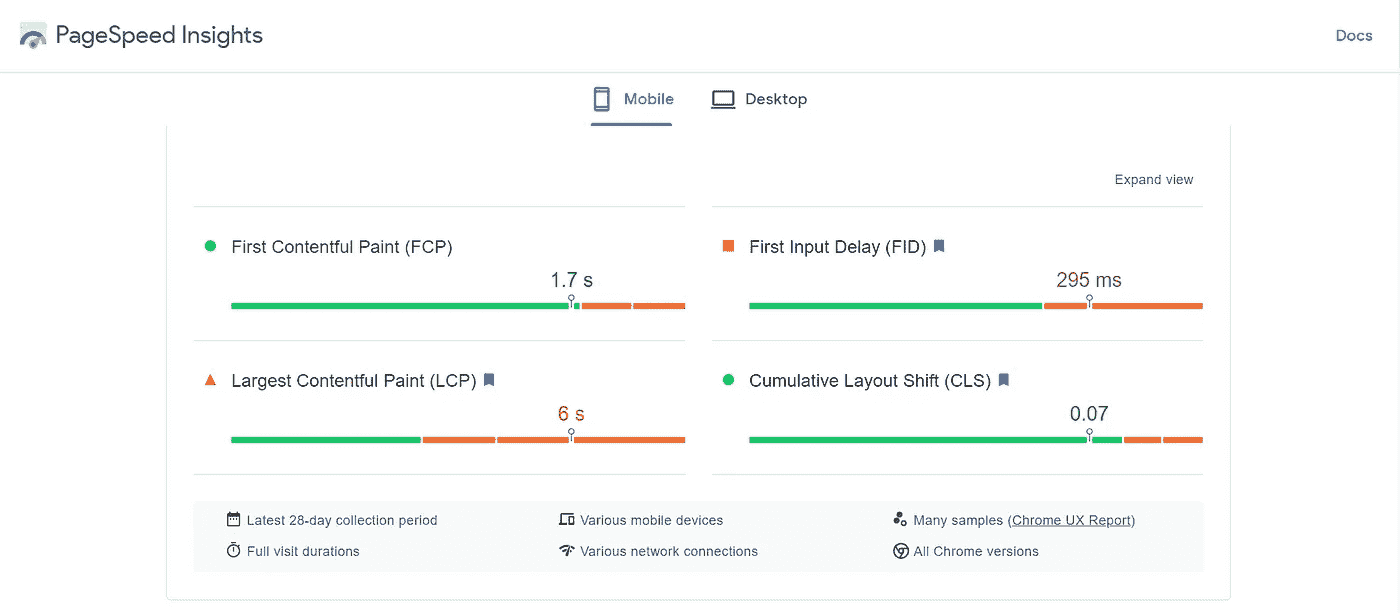 PageSpeed Insights
Docs
Mobile
Desktop
Expand view
First Contentful Paint (FCP)
1.7 s
First Input Delay (FID)
295 ms
Largest Contentful Paint (LCP)
6 s
Cumulative Layout Shift (CLS)
0.07
Latest 28-day collection period
Various mobile devices
Many samples (Chrome UX Report)
Full visit durations
Various network connections
All Chrome versions